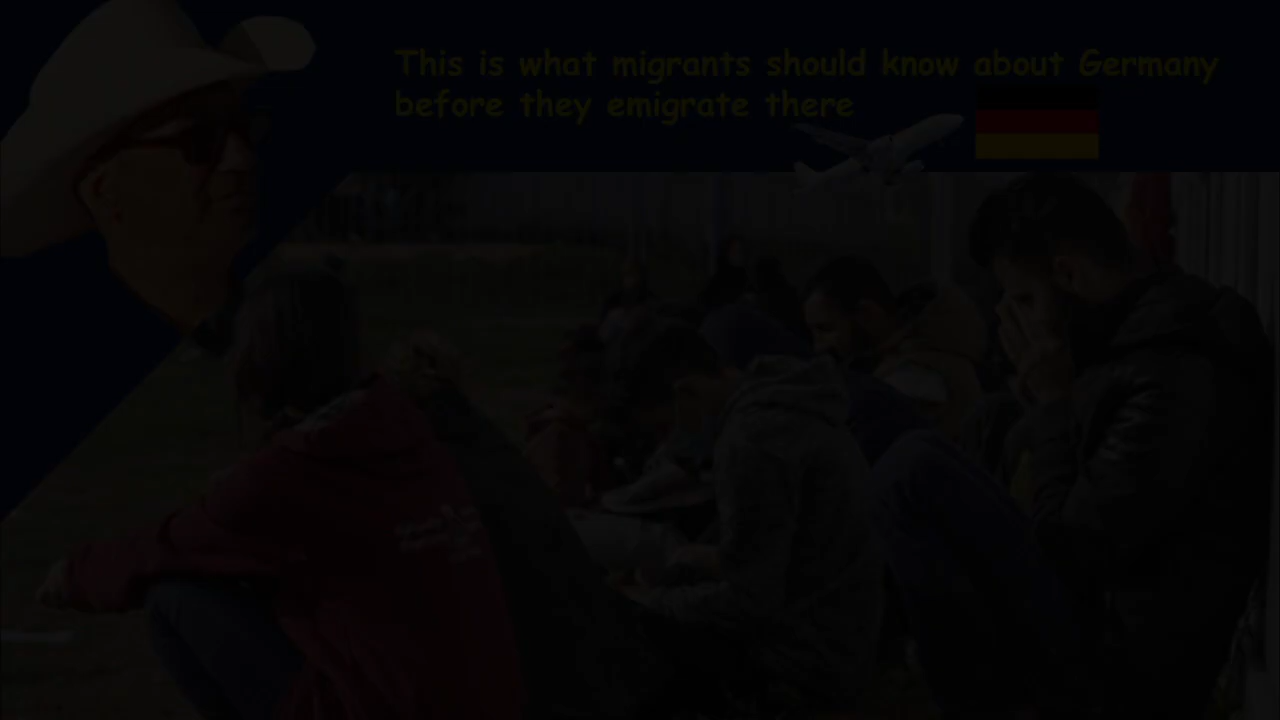 This is what migrants should know about Germany
before they emigrate there